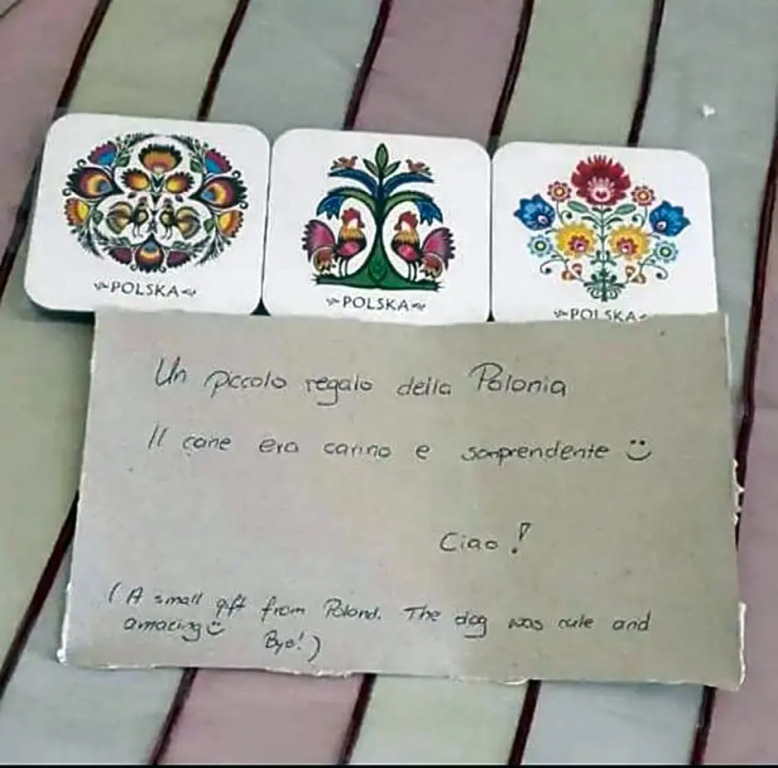 POLSKA
POLSKA
POLSKA
Un piccolo regalo della Polonia
Il cane era carino e sorprendente
Ciao!
(A small gift from Poland. The dog was cute and
amazing Bye!)